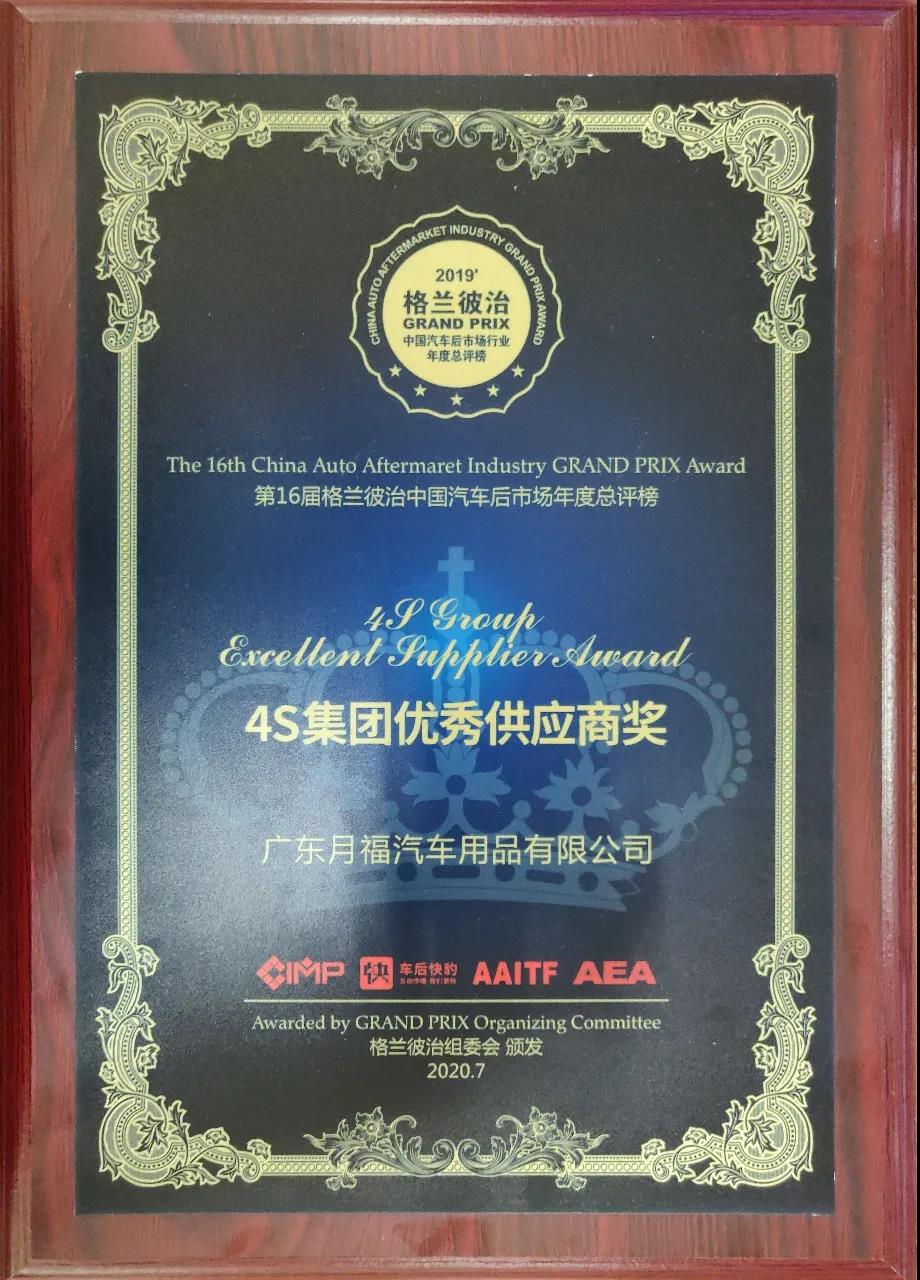 CHINA AUTO AFTERMARKET INDUSTRY GRAND PRIX AWARD
2019'
格兰彼治
GRAND PRIX
中国汽车后市场行业
年度总评榜
The 16th China Auto Aftermaret Industry GRAND PRIX Award
第16届格兰彼治中国汽车后市场年度总评榜
4S Group
Excellent Supplier Award
4S集团优秀供应商奖
广东月福汽车用品有限公司
CIMP 快 车后快豹 AAITF AEA
Awarded by GRAND PRIX Organizing Committee
格兰彼治组委会 颁发
2020.7